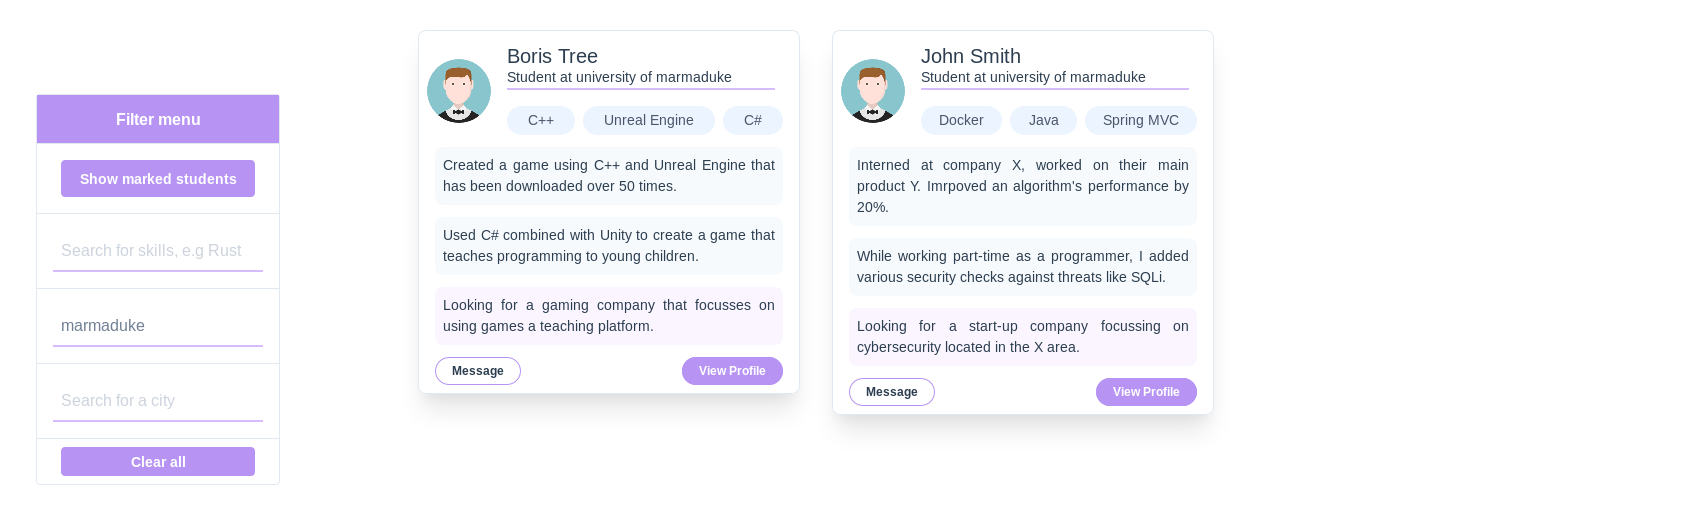 Filter menu
Show marked students
Search for skills, e.g Rust
marmaduke
Search for a city
Clear all
Boris Tree
Student at university of marmaduke
C++ Unreal Engine C#
Created a game using C++ and Unreal Engine that
has been downloaded over 50 times.
Used C# combined with Unity to create a game that
teaches programming to young children.
Looking for a gaming company that focusses on
using games a teaching platform.
Message View Profile
John Smith
Student at university of marmaduke
Docker Java Spring MVC
Interned at company X, worked on their main
product Y. Imrpoved an algorithm's performance by
20%.
While working part-time as a programmer, I added
various security checks against threats like SQLi.
Looking for a start-up company focussing on
cybersecurity located in the X area.
Message View Profile